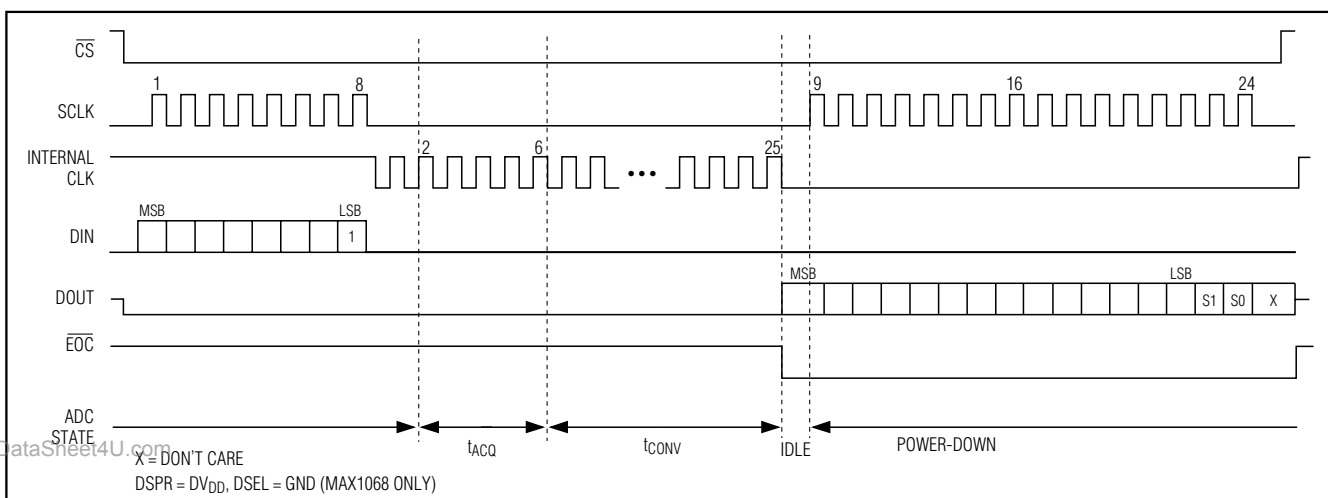 CS
1 8 9 16 24
SCLK
INTERNAL
CLK
2 6 ••• 25
MSB LSB
DIN 1
MSB LSB
DOUT S1 S0 X
EOC
ADC
STATE
tACQ tCONV IDLE POWER-DOWN
DataSheet4U.com
X = DON'T CARE
DSPR = DVDD, DSEL = GND (MAX1068 ONLY)